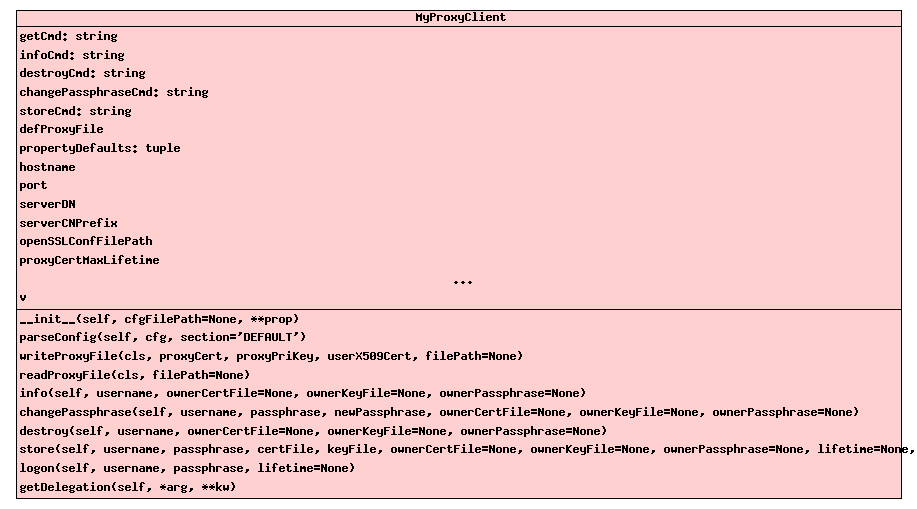 MyProxyClient
getCmd: string
infoCmd: string
destroyCmd: string
changePassphraseCmd: string
storeCmd: string
defProxyFile
propertyDefaults: tuple
hostname
port
serverDN
serverCNPrefix
openSSLConfFilePath
proxyCertMaxLifetime
...
v
__init__(self, cfgFilePath=None, **prop)
parseConfig(self, cfg, section='DEFAULT')
writeProxyFile(cls, proxyCert, proxyPriKey, userX509Cert, filePath=None)
readProxyFile(cls, filePath=None)
info(self, username, ownerCertFile=None, ownerKeyFile=None, ownerPassphrase=None)
changePassphrase(self, username, passphrase, newPassphrase, ownerCertFile=None, ownerKeyFile=None, ownerPassphrase=None)
destroy(self, username, ownerCertFile=None, ownerKeyFile=None, ownerPassphrase=None)
store(self, username, passphrase, certFile, keyFile, ownerCertFile=None, ownerKeyFile=None, ownerPassphrase=None, lifetime=None,
logon(self, username, passphrase, lifetime=None)
getDelegation(self, *arg, **kw)